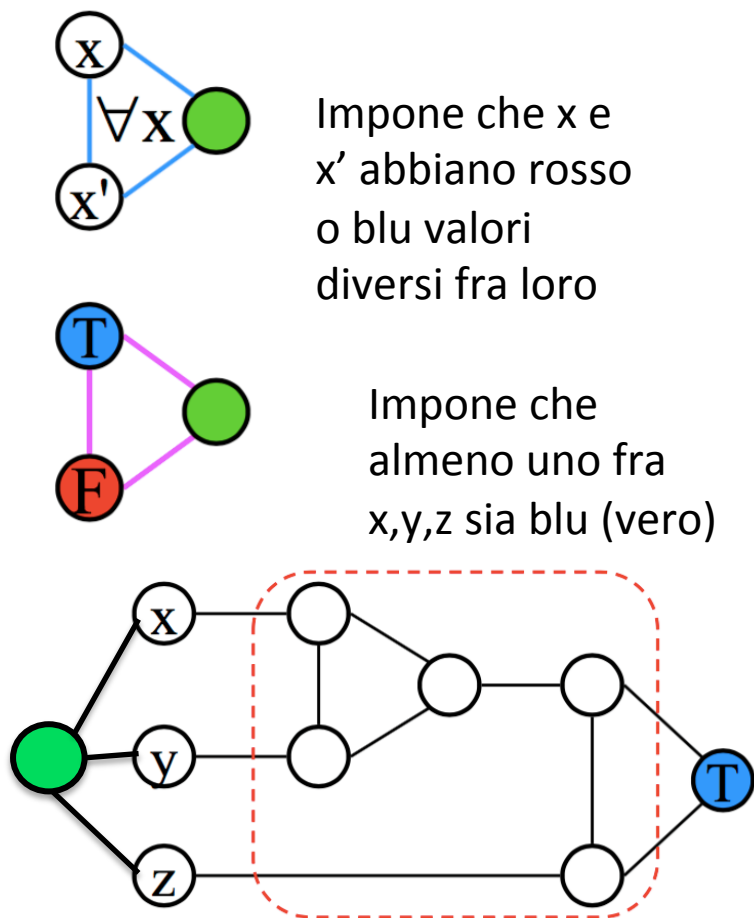 x
∀x
x'
Impone che x e
x’ abbiano rosso
o blu valori
diversi fra loro
T
F
Impone che
almeno uno fra
x,y,z sia blu (vero)
x
y
T
z